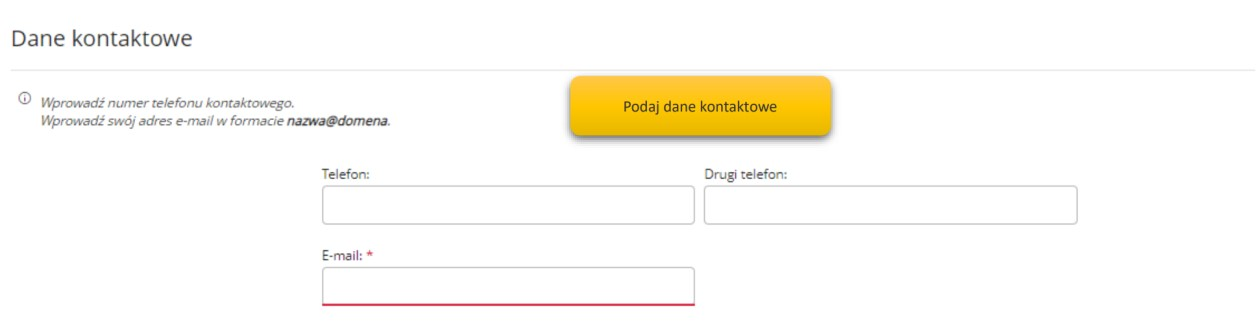 Dane kontaktowe
Wprowadź numer telefonu kontaktowego.
Wprowadź swój adres e-mail w formacie nazwa@domena.
Podaj dane kontaktowe
Telefon:
Drugi telefon:
E-mail: *